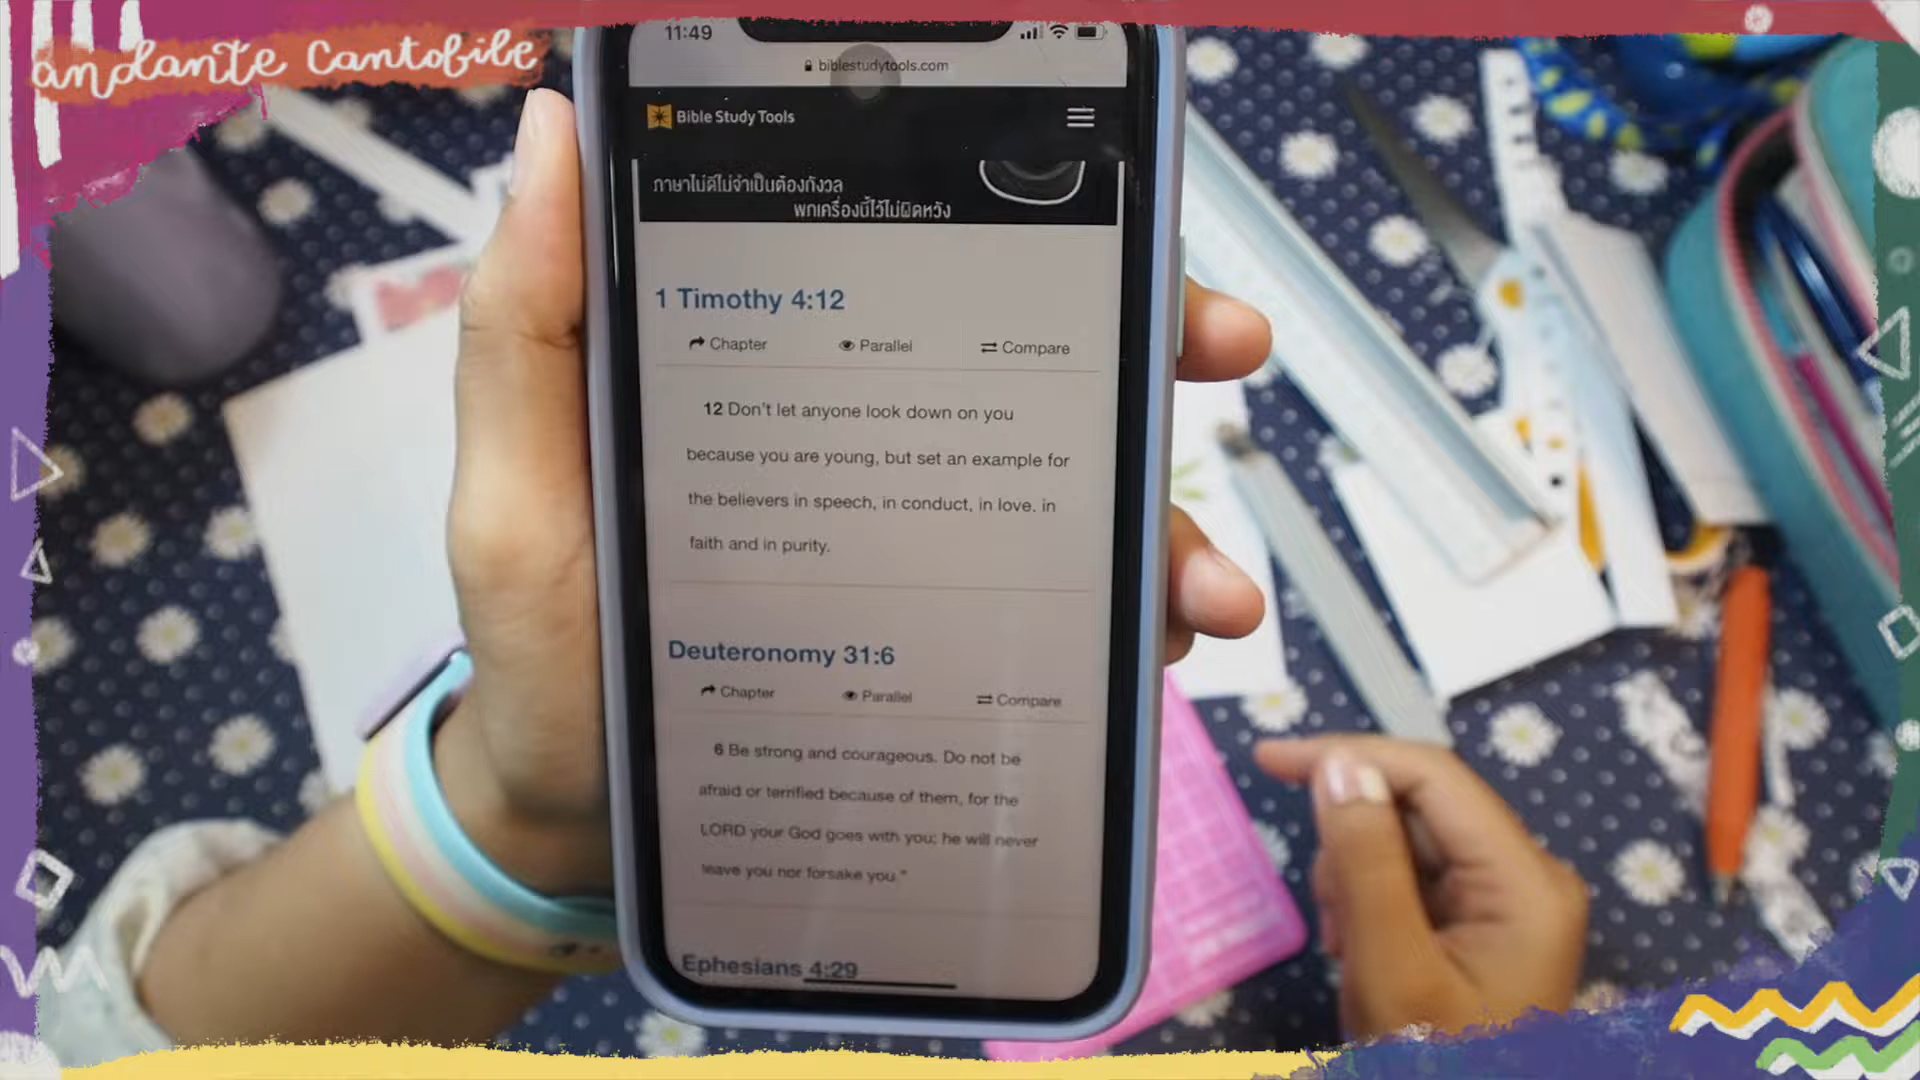 andante Cantobile
11:49
biblestudytools.com
Bible Study Tools
ภาษาไม่ดีไม่จำเป็นต้องกังวล
พกเครื่องนี้ไว้ไม่ผิดหวัง
1 Timothy 4:12
Chapter Parallel Compare
12 Don't let anyone look down on you
because you are young, but set an example for
the believers in speech, in conduct, in love, in
faith and in purity.
Deuteronomy 31:6
Chapter Parallel Compare
6 Be strong and courageous. Do not be
afraid or terrified because of them, for the
LORD your God goes with you; he will never
leave you nor forsake you."
Ephesians 4:29